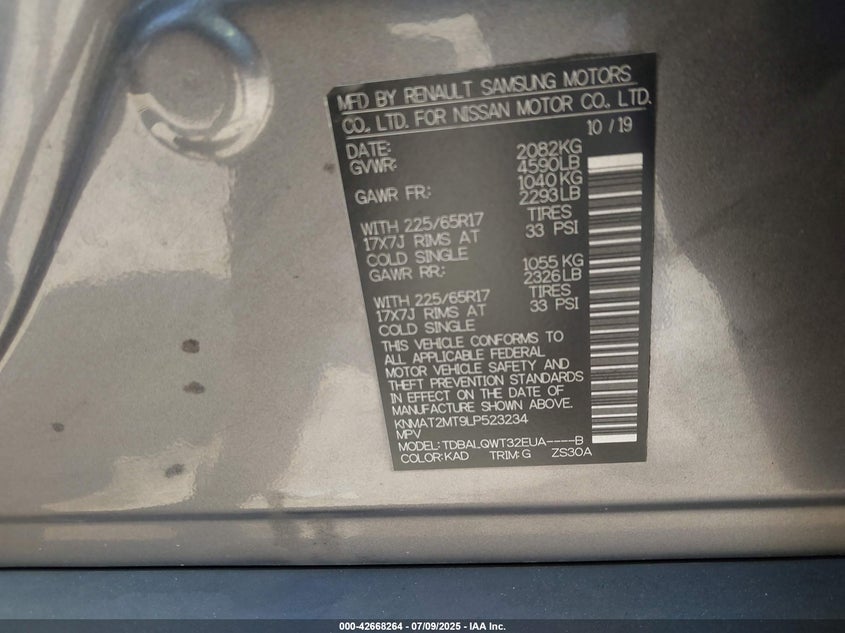 MFD BY RENAULT SAMSUNG MOTORS
CO., LTD. FOR NISSAN MOTOR CO., LTD.
DATE: 10 / 19
GVWR: 2082KG
4590LB
GAWR FR: 1040KG
2293LB
WITH 225/65R17 TIRES
17X7J RIMS AT 33 PSI
COLD SINGLE
GAWR RR: 1055 KG
2326LB
WITH 225/65R17 TIRES
17X7J RIMS AT 33 PSI
COLD SINGLE
THIS VEHICLE CONFORMS TO
ALL APPLICABLE FEDERAL
MOTOR VEHICLE SAFETY AND
THEFT PREVENTION STANDARDS
IN EFFECT ON THE DATE OF
MANUFACTURE SHOWN ABOVE.
KNMAT2MT9LP523234
MPV
MODEL: TDBALQWT32EUA----B
COLOR:KAD TRIM:G ZS30A
000-42668264 - 07/09/2025 - IAA Inc.